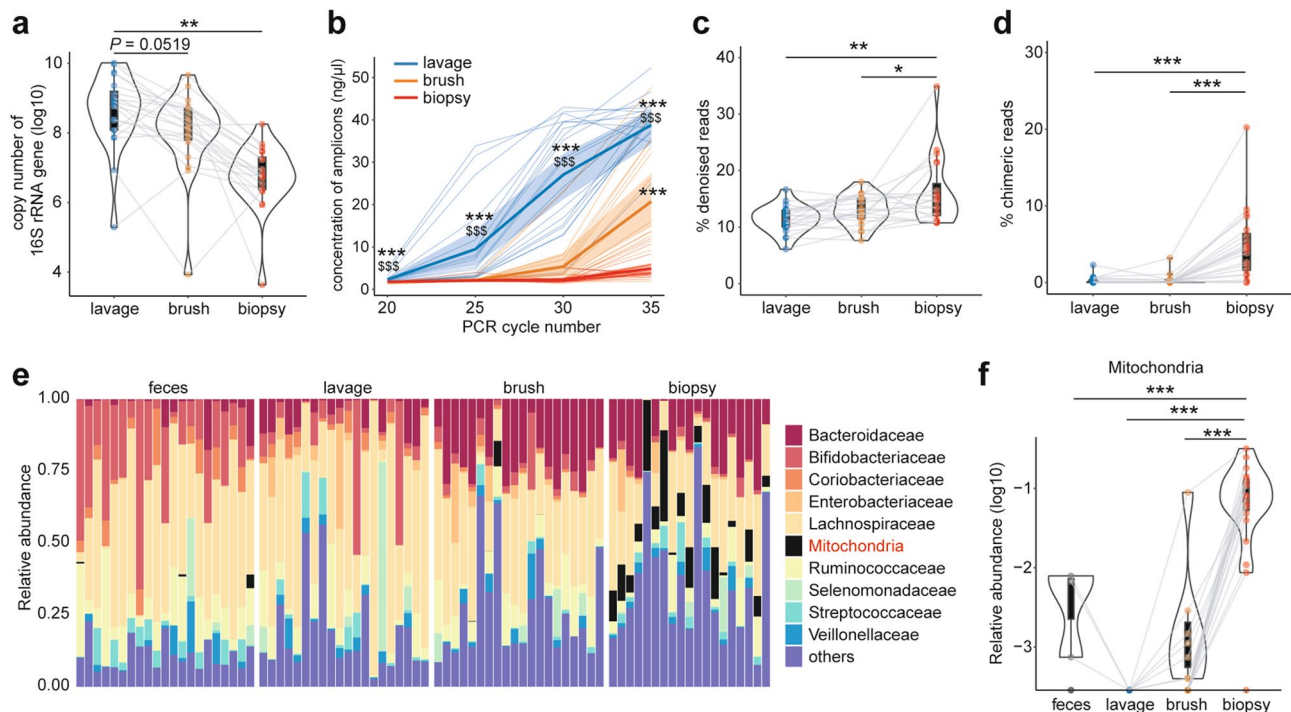 a
**
P = 0.0519
copy number of
16S rRNA gene (log10)
10
8
6
4
lavage brush biopsy
b
lavage
brush
biopsy
concentration of amplicons (ng/μl)
50
40
30
20
10
0
***
$$$
***
$$$
***
$$$
***
$$$
***
20 25 30 35
PCR cycle number
c
**
*
% denoised reads
40
30
20
10
0
lavage brush biopsy
d
***
***
% chimeric reads
30
20
10
0
lavage brush biopsy
e
feces lavage brush biopsy
Relative abundance
1.00
0.75
0.50
0.25
0.00
Bacteroidaceae
Bifidobacteriaceae
Coriobacteriaceae
Enterobacteriaceae
Lachnospiraceae
Mitochondria
Ruminococcaceae
Selenomonadaceae
Streptococcaceae
Veillonellaceae
others
f
Mitochondria
***
***
***
Relative abundance (log10)
−1
−2
−3
feces lavage brush biopsy